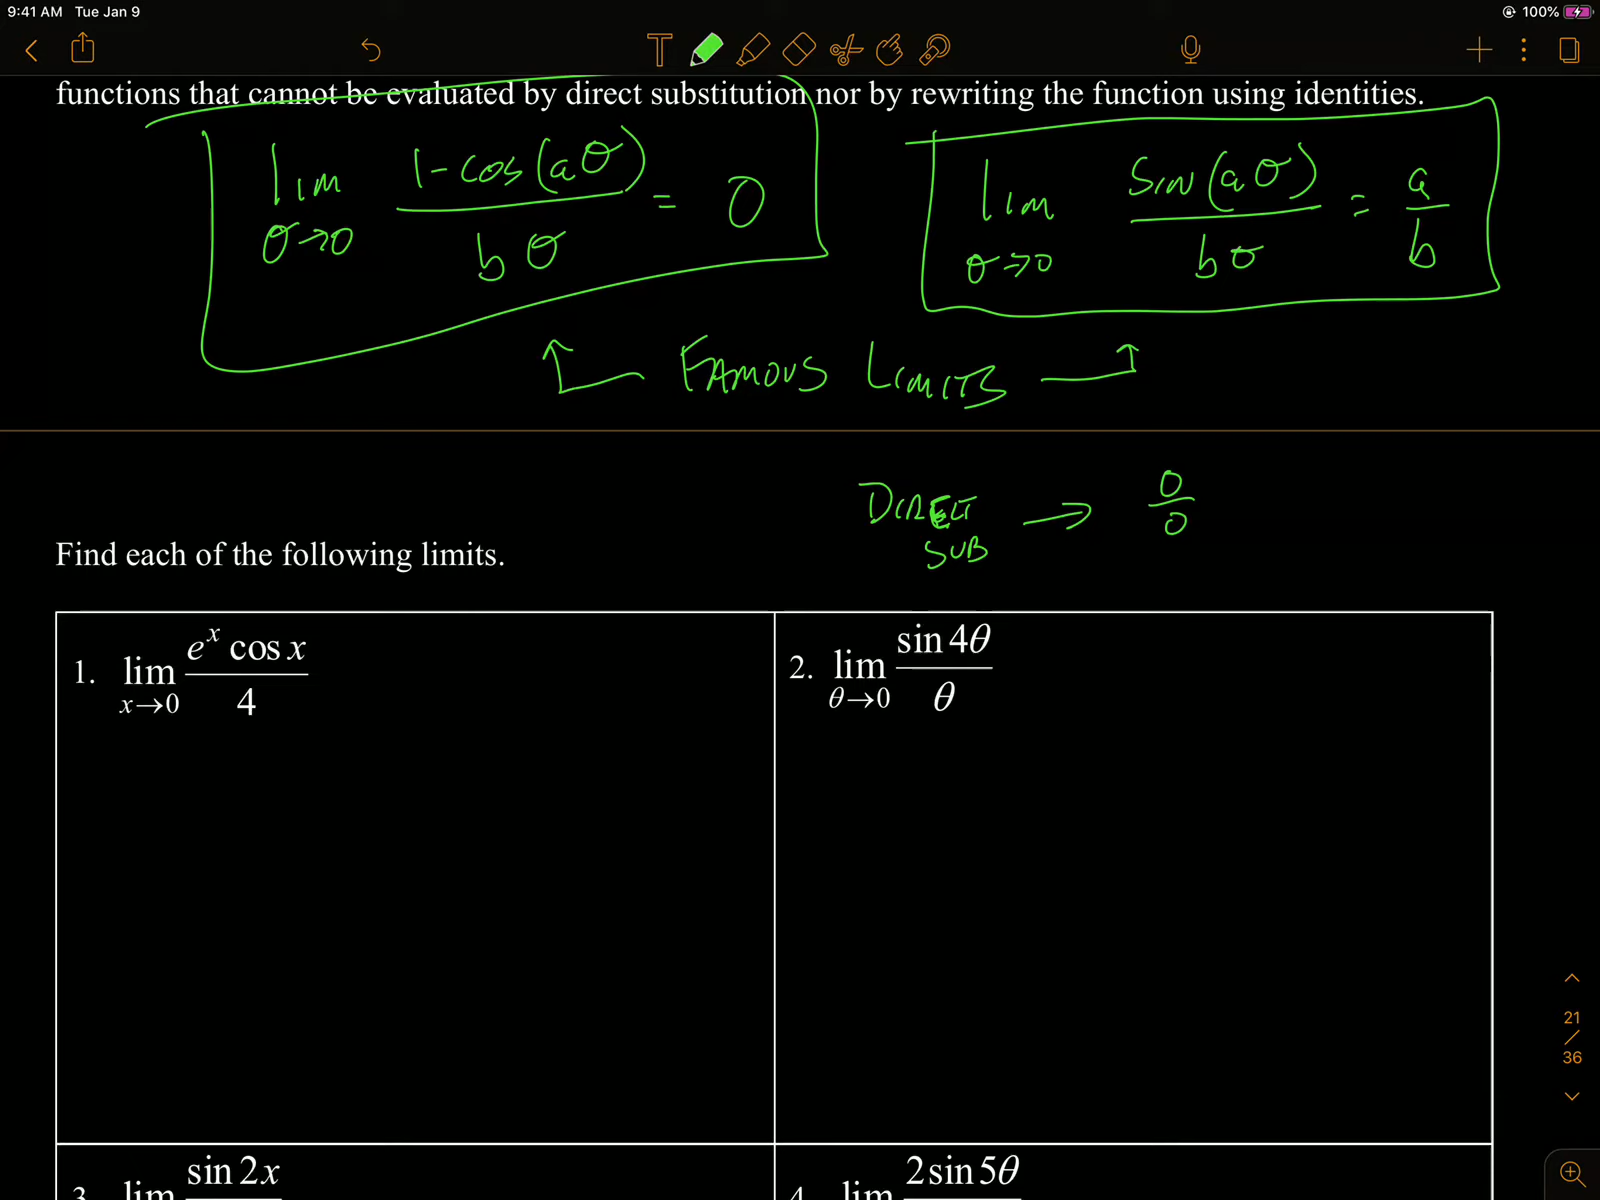 9:41 AM Tue Jan 9 100%
functions that cannot be evaluated by direct substitution nor by rewriting the function using identities.
lim θ→0 1-cos(aθ) / bθ = 0
lim θ→0 sin(aθ) / bθ = a/b
FAMOUS LIMITS
DIRECT SUB → 0/0
Find each of the following limits.
1. lim x→0 e^x cos x / 4
2. lim θ→0 sin 4θ / θ
21 / 36
3. lim sin 2x
4. lim 2 sin 5θ